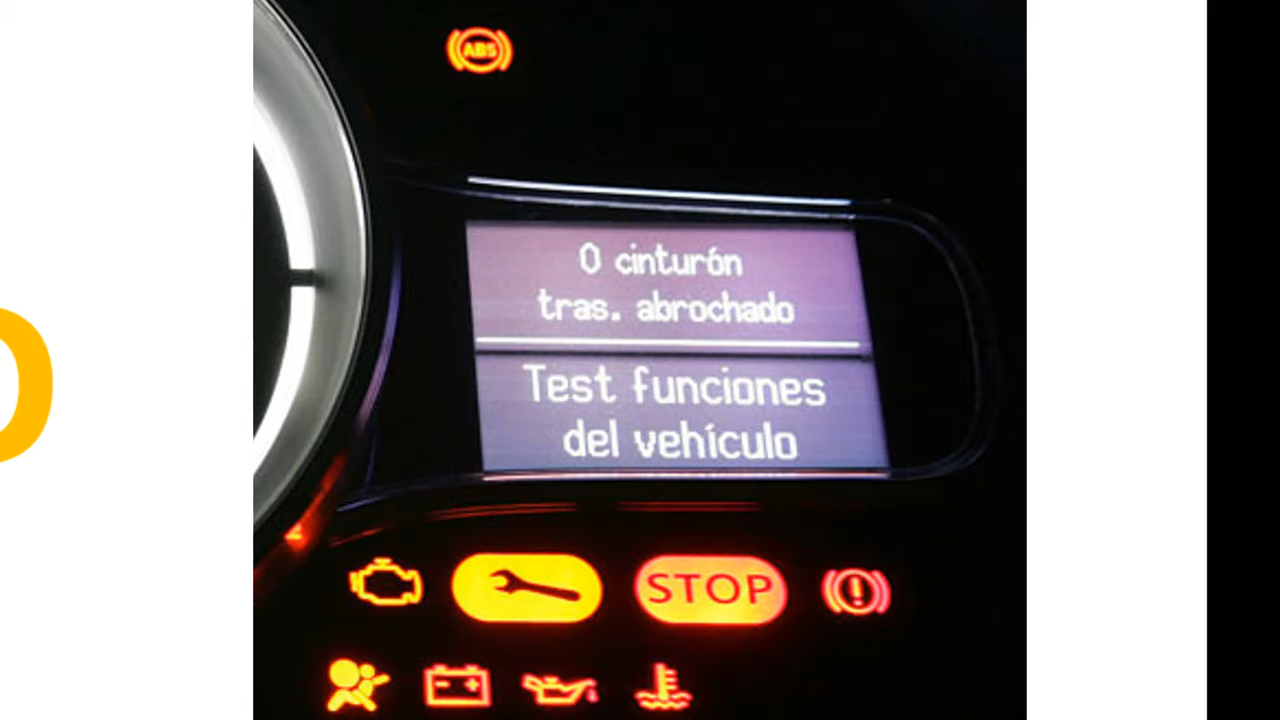 ABS
0 cinturón
tras. abrochado
Test funciones
del vehículo
STOP